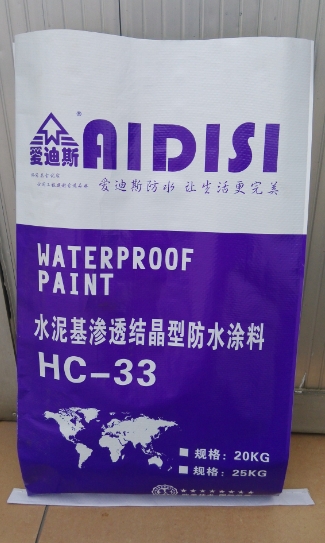 ®
爱迪斯
AIDISI
爱迪斯防水 让生活更完美
WATERPROOF
PAINT
水泥基渗透结晶型防水涂料
HC-33
■ 规格：20KG
■ 规格：25KG